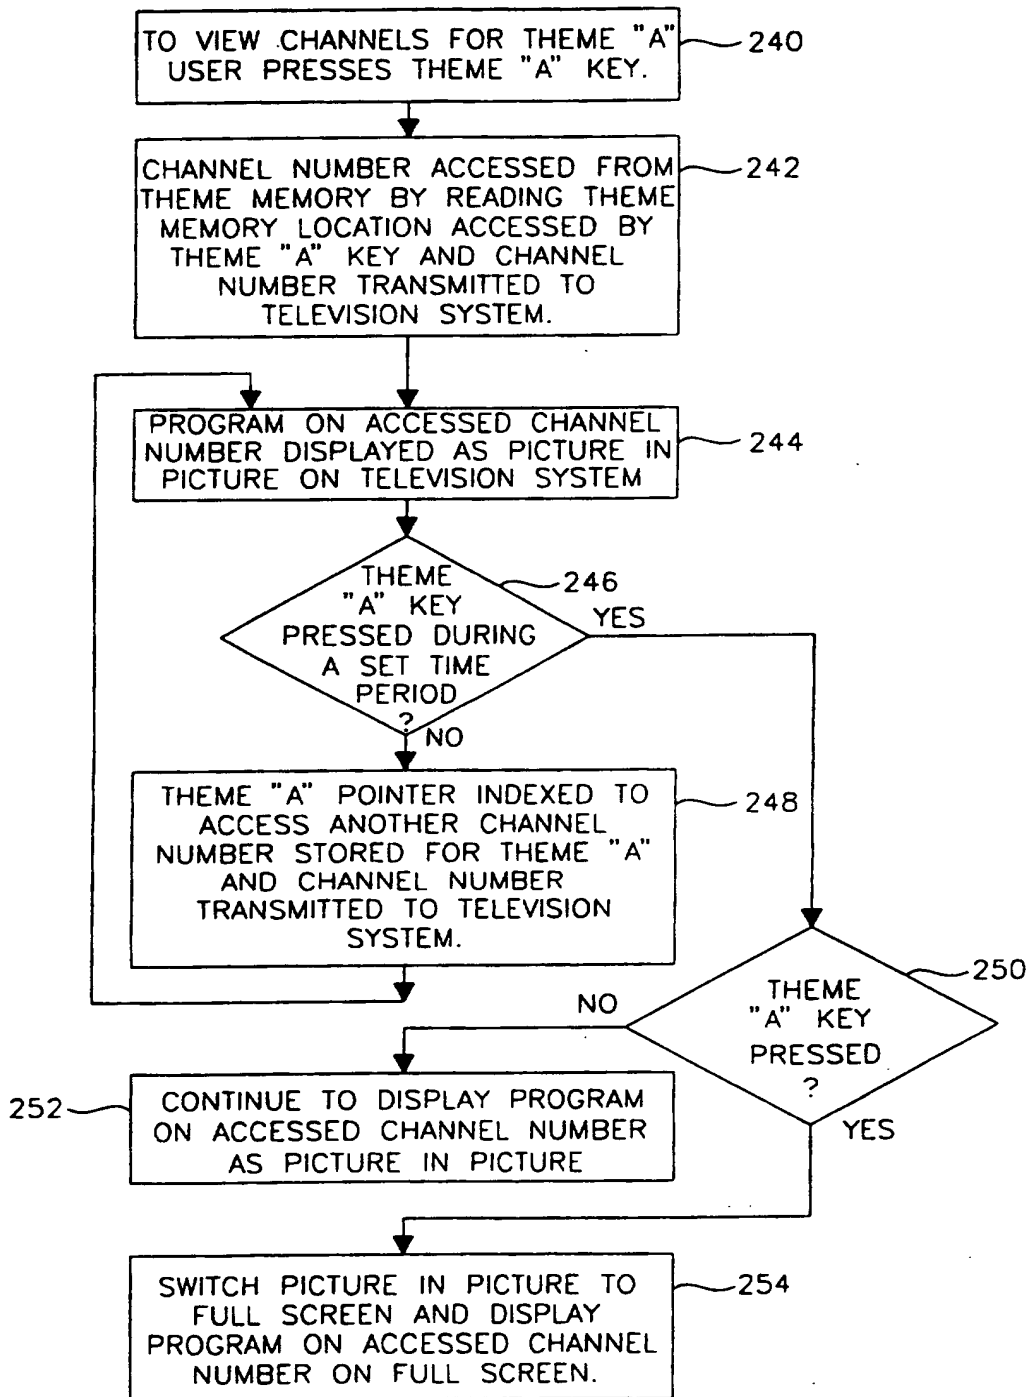 TO VIEW CHANNELS FOR THEME "A"
USER PRESSES THEME "A" KEY.
240
CHANNEL NUMBER ACCESSED FROM
THEME MEMORY BY READING THEME
MEMORY LOCATION ACCESSED BY
THEME "A" KEY AND CHANNEL
NUMBER TRANSMITTED TO
TELEVISION SYSTEM.
242
PROGRAM ON ACCESSED CHANNEL
NUMBER DISPLAYED AS PICTURE IN
PICTURE ON TELEVISION SYSTEM
244
THEME
"A" KEY
PRESSED DURING
A SET TIME
PERIOD
?
246
YES
NO
THEME "A" POINTER INDEXED TO
ACCESS ANOTHER CHANNEL
NUMBER STORED FOR THEME "A"
AND CHANNEL NUMBER
TRANSMITTED TO TELEVISION
SYSTEM.
248
THEME
"A" KEY
PRESSED
?
250
NO
YES
252
CONTINUE TO DISPLAY PROGRAM
ON ACCESSED CHANNEL NUMBER
AS PICTURE IN PICTURE
SWITCH PICTURE IN PICTURE TO
FULL SCREEN AND DISPLAY
PROGRAM ON ACCESSED CHANNEL
NUMBER ON FULL SCREEN.
254